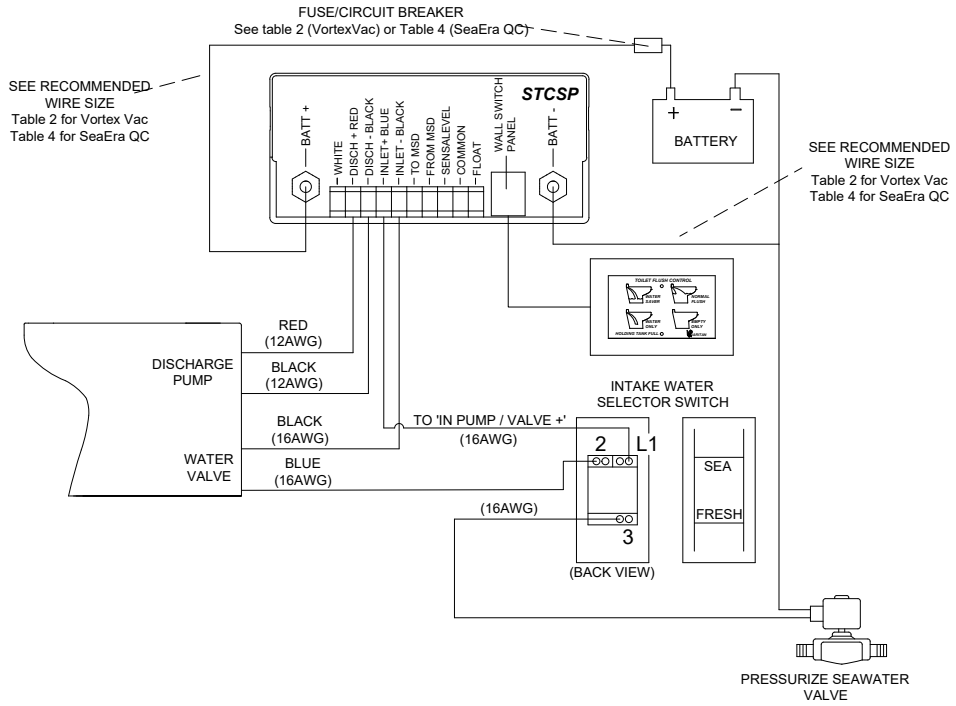 FUSE/CIRCUIT BREAKER
See table 2 (VortexVac) or Table 4 (SeaEra QC)
SEE RECOMMENDED
WIRE SIZE
Table 2 for Vortex Vac
Table 4 for SeaEra QC
STCSP
BATT +
WHITE
DISCH + RED
DISCH - BLACK
INLET+ BLUE
INLET - BLACK
TO MSD
FROM MSD
SENSALEVEL
COMMON
FLOAT
WALL SWITCH
PANEL
BATT -
+
−
BATTERY
SEE RECOMMENDED
WIRE SIZE
Table 2 for Vortex Vac
Table 4 for SeaEra QC
TOILET FLUSH CONTROL
WATER
SAVER
NORMAL
FLUSH
WATER
ONLY
EMPTY
ONLY
HOLDING TANK FULL
RARITAN
DISCHARGE
PUMP
RED
(12AWG)
BLACK
(12AWG)
BLACK
(16AWG)
WATER
VALVE
BLUE
(16AWG)
TO 'IN PUMP / VALVE +'
(16AWG)
INTAKE WATER
SELECTOR SWITCH
2
L1
3
(BACK VIEW)
SEA
FRESH
(16AWG)
PRESSURIZE SEAWATER
VALVE